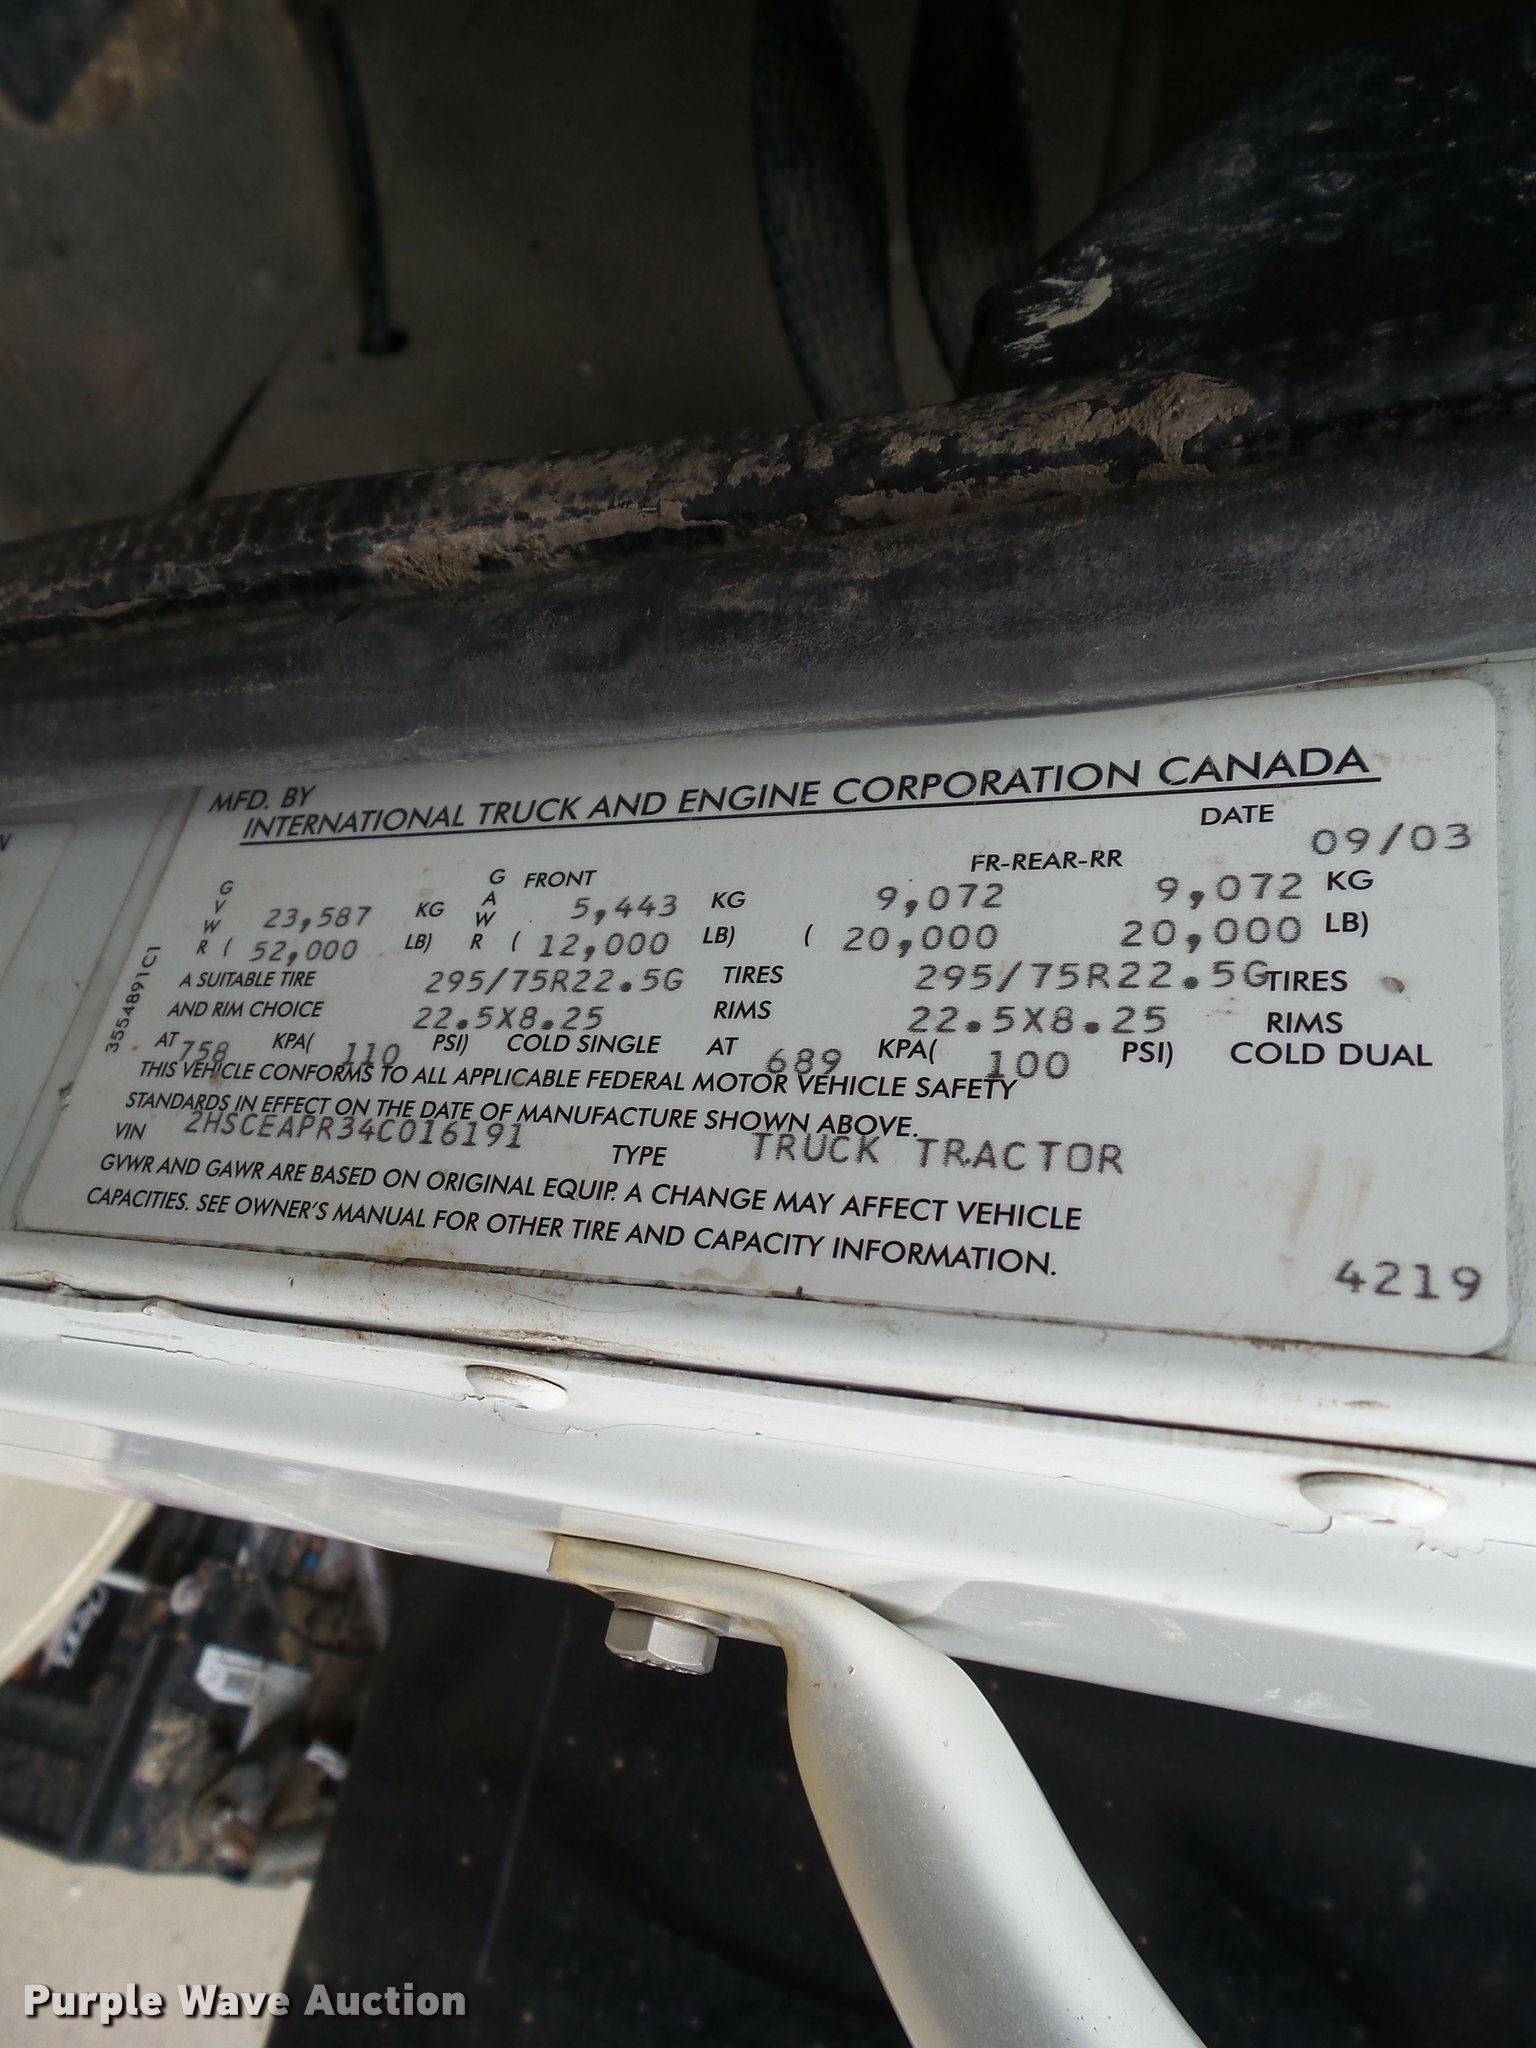 MFD. BY
INTERNATIONAL TRUCK AND ENGINE CORPORATION CANADA
DATE 09/03
G FRONT FR-REAR-RR
GVW 23,587 KG AW 5,443 KG 9,072 9,072 KG
R ( 52,000 LB) R ( 12,000 LB) ( 20,000 20,000 LB)
A SUITABLE TIRE 295/75R22.5G TIRES 295/75R22.5G TIRES
AND RIM CHOICE 22.5X8.25 RIMS 22.5X8.25 RIMS
AT 758 KPA( 110 PSI) COLD SINGLE AT 689 KPA( 100 PSI) COLD DUAL
THIS VEHICLE CONFORMS TO ALL APPLICABLE FEDERAL MOTOR VEHICLE SAFETY
STANDARDS IN EFFECT ON THE DATE OF MANUFACTURE SHOWN ABOVE.
VIN 2HSCEAPR34C016191 TYPE TRUCK TRACTOR
GVWR AND GAWR ARE BASED ON ORIGINAL EQUIP. A CHANGE MAY AFFECT VEHICLE
CAPACITIES. SEE OWNER'S MANUAL FOR OTHER TIRE AND CAPACITY INFORMATION.
4219
3554891C1
Purple Wave Auction